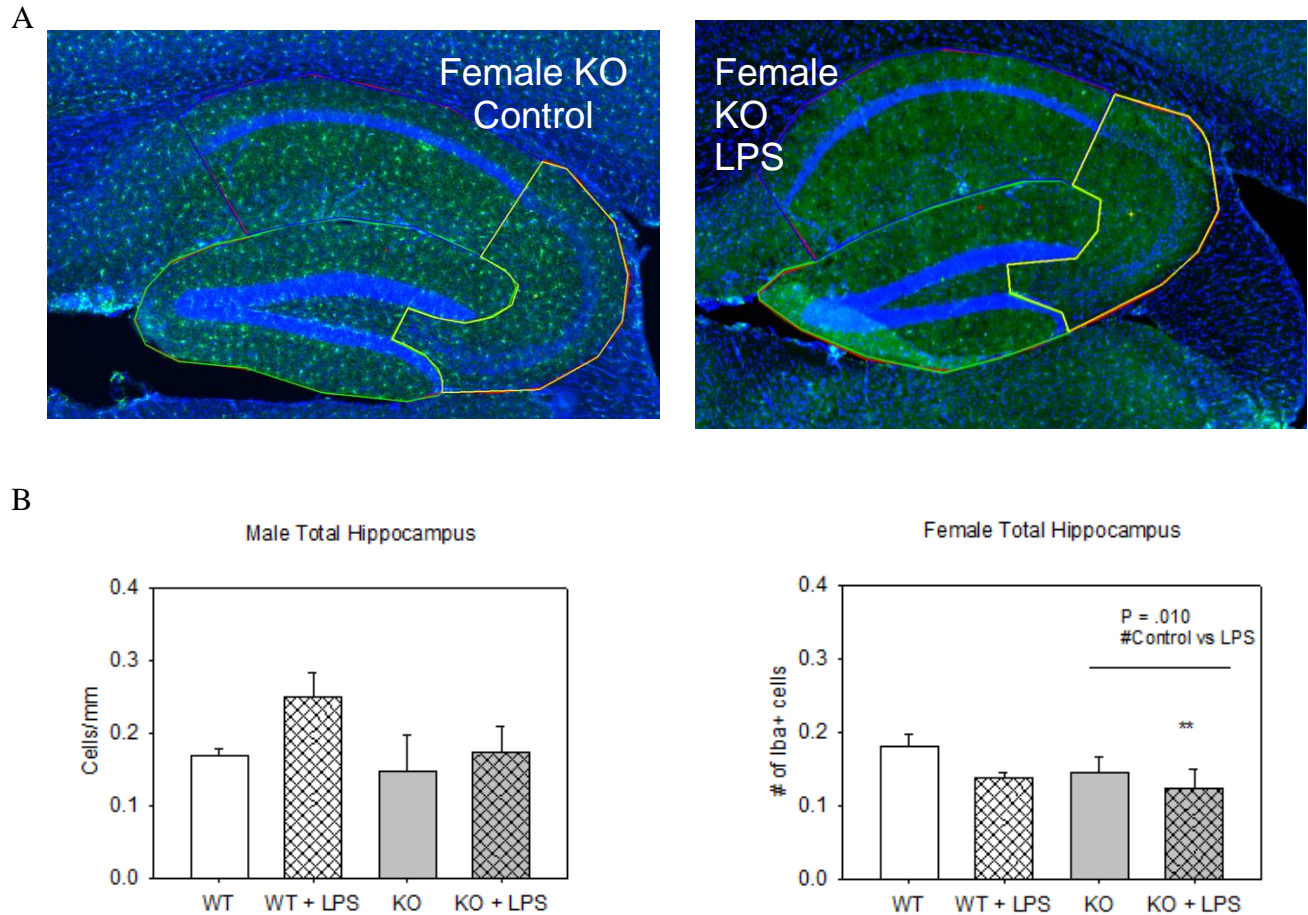 A
Female KO
Control
Female
KO
LPS
B
Male Total Hippocampus
Cells/mm
0.4
0.3
0.2
0.1
0.0
WT
WT + LPS
KO
KO + LPS
Female Total Hippocampus
# of Iba+ cells
0.4
0.3
0.2
0.1
0.0
P = .010
#Control vs LPS
**
WT
WT + LPS
KO
KO + LPS